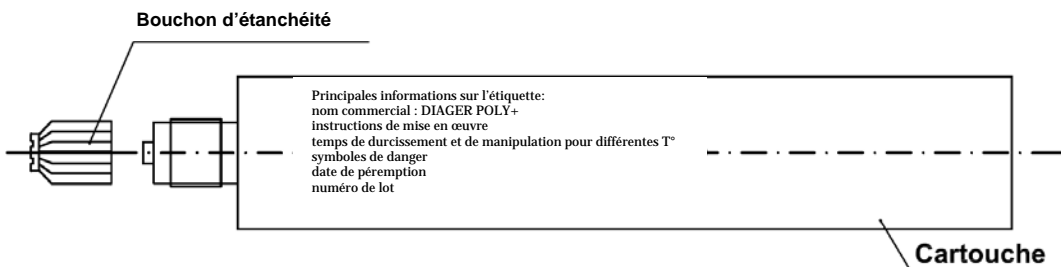 Bouchon d'étanchéité
Principales informations sur l'étiquette:
nom commercial : DIAGER POLY+
instructions de mise en œuvre
temps de durcissement et de manipulation pour différentes T°
symboles de danger
date de péremption
numéro de lot
Cartouche